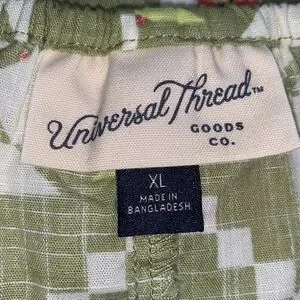 Universal Thread™
GOODS
CO.
XL
MADE IN
BANGLADESH